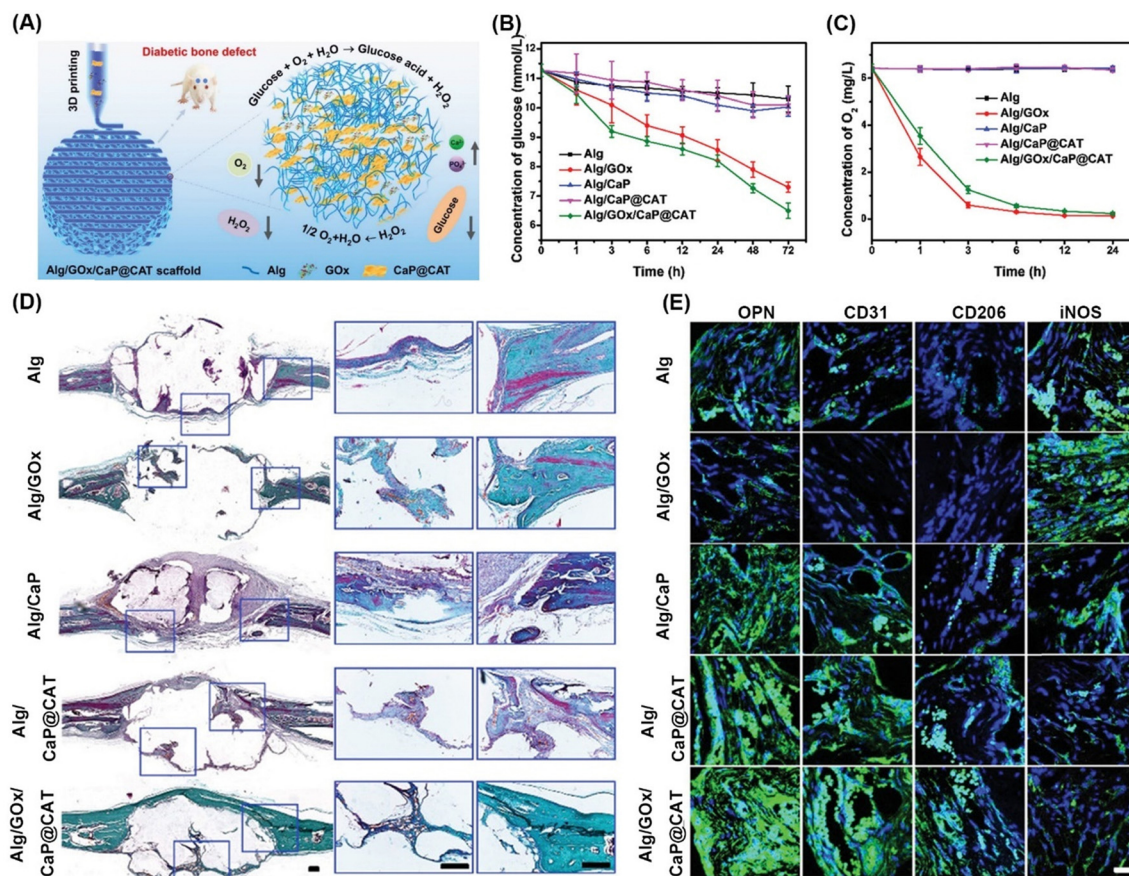 (A)
3D printing
Diabetic bone defect
Glucose + O₂ + H₂O → Glucose acid + H₂O₂
O₂
H₂O₂
Glucose
1/2 O₂+H₂O ← H₂O₂
Alg/GOx/CaP@CAT scaffold
Alg
GOx
CaP@CAT
(B)
Concentration of glucose (mmol/L)
12
11
10
9
8
7
6
Alg
Alg/GOx
Alg/CaP
Alg/CaP@CAT
Alg/GOx/CaP@CAT
0 1 3 6 12 24 48 72
Time (h)
(C)
Concentration of O₂ (mg/L)
8
6
4
2
0
Alg
Alg/GOx
Alg/CaP
Alg/CaP@CAT
Alg/GOx/CaP@CAT
0 1 3 6 12 24
Time (h)
(D)
Alg
Alg/GOx
Alg/CaP
Alg/
CaP@CAT
Alg/GOx/
CaP@CAT
(E)
OPN CD31 CD206 iNOS
Alg
Alg/GOx
Alg/CaP
Alg/
CaP@CAT
Alg/GOx/
CaP@CAT